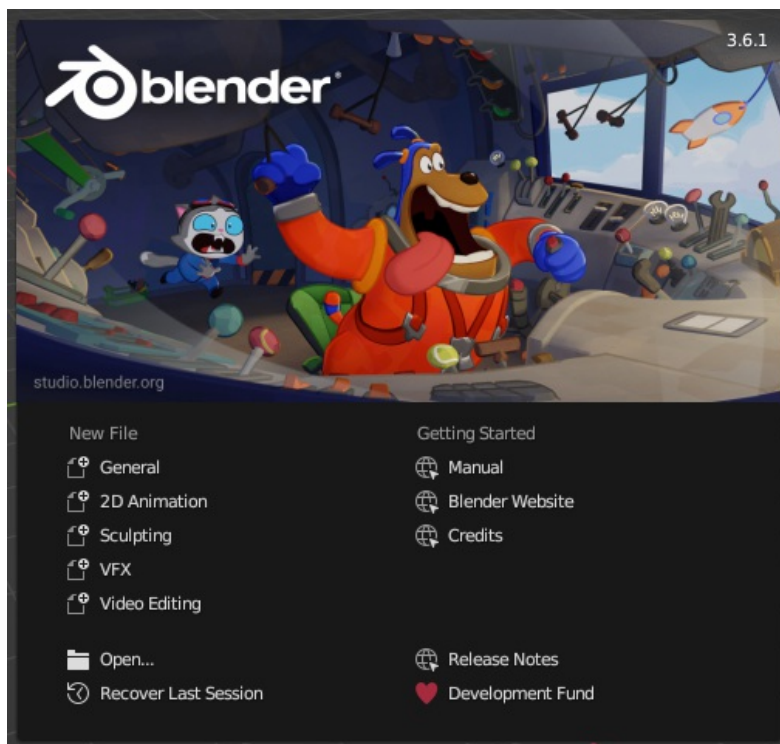 3.6.1
blender
studio.blender.org
New File
General
2D Animation
Sculpting
VFX
Video Editing
Open...
Recover Last Session
Getting Started
Manual
Blender Website
Credits
Release Notes
Development Fund